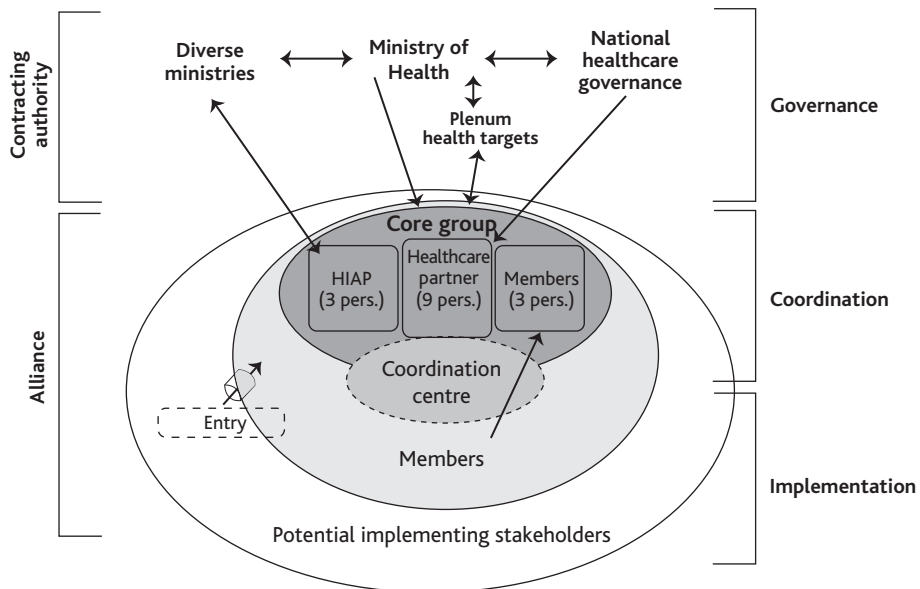 Contracting
authority
Diverse
ministries
Ministry of
Health
National
healthcare
governance
Plenum
health targets
Governance
Alliance
Core group
HIAP
(3 pers.)
Healthcare
partner
(9 pers.)
Members
(3 pers.)
Coordination
Coordination
centre
Entry
Members
Implementation
Potential implementing stakeholders